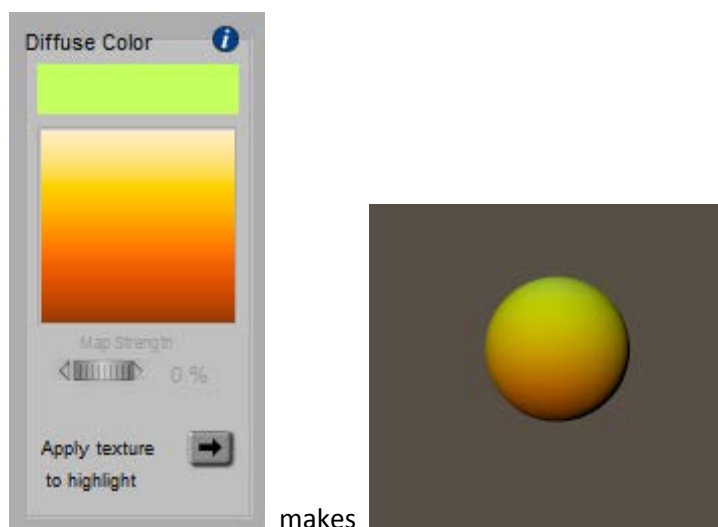 Diffuse Color i
Map Strength
0 %
Apply texture
to highlight
makes